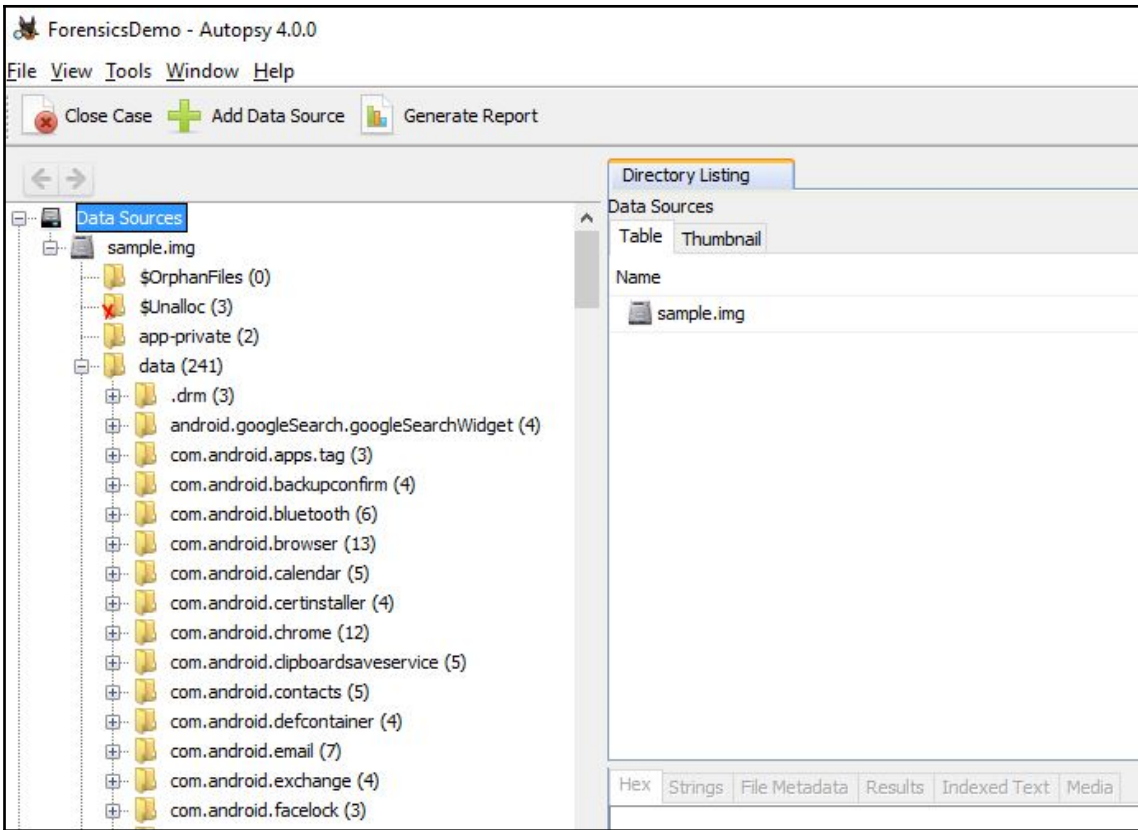 ForensicsDemo - Autopsy 4.0.0
File View Tools Window Help
Close Case Add Data Source Generate Report
Directory Listing
Data Sources
Data Sources
Table Thumbnail
sample.img
$OrphanFiles (0)
Name
$Unalloc (3)
sample.img
app-private (2)
data (241)
.drm (3)
android.googleSearch.googleSearchWidget (4)
com.android.apps.tag (3)
com.android.backupconfirm (4)
com.android.bluetooth (6)
com.android.browser (13)
com.android.calendar (5)
com.android.certinstaller (4)
com.android.chrome (12)
com.android.clipboardsaveservice (5)
com.android.contacts (5)
com.android.defcontainer (4)
com.android.email (7)
com.android.exchange (4)
com.android.facelock (3)
Hex Strings File Metadata Results Indexed Text Media